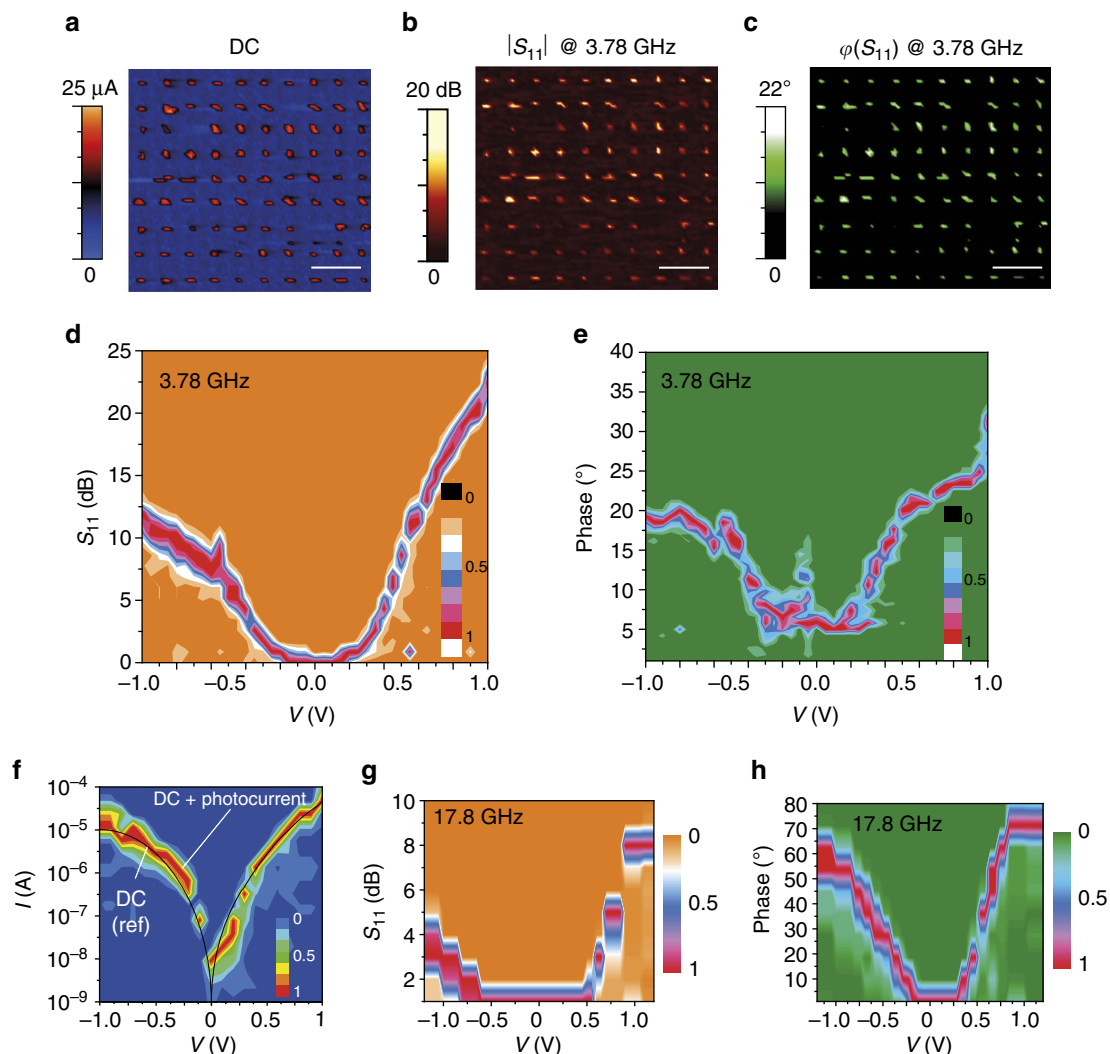 a
DC
25 μA
0
b
|S11| @ 3.78 GHz
20 dB
0
c
φ(S11) @ 3.78 GHz
22°
0
d
25
20
15
10
5
0
S11 (dB)
3.78 GHz
0
0.5
1
−1.0
−0.5
0.0
0.5
1.0
V (V)
e
40
35
30
25
20
15
10
5
Phase (°)
3.78 GHz
0
0.5
1
−1.0
−0.5
0.0
0.5
1.0
V (V)
f
10−4
10−5
10−6
10−7
10−8
10−9
I (A)
DC + photocurrent
DC
(ref)
0
0.5
1
−1.0
−0.5
0
0.5
1
V (V)
g
10
8
6
4
2
S11 (dB)
17.8 GHz
0
0.5
1
−1.0
−0.5
0
0.5
1.0
V (V)
h
80
70
60
50
40
30
20
10
Phase (°)
17.8 GHz
0
0.5
1
−1.0
−0.5
0
0.5
1.0
V (V)